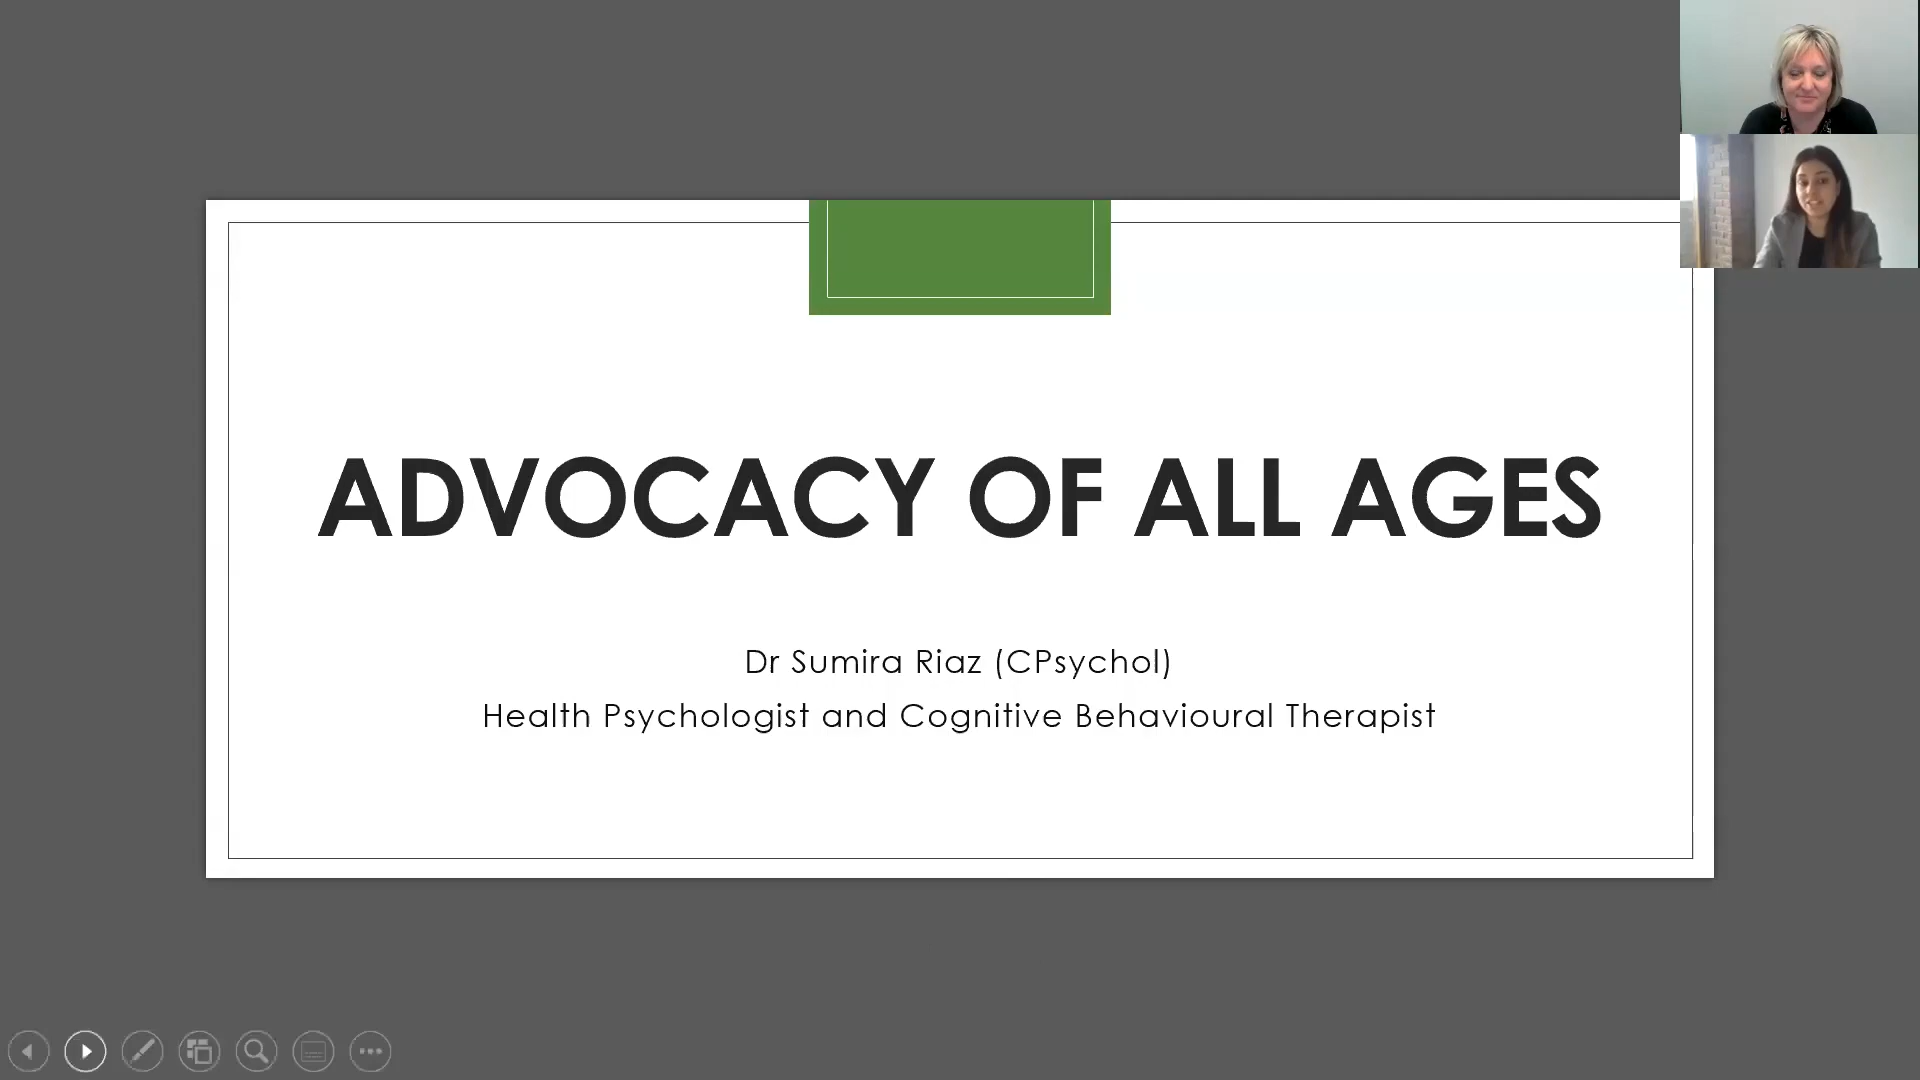 ADVOCACY OF ALL AGES
Dr Sumira Riaz (CPsychol)
Health Psychologist and Cognitive Behavioural Therapist